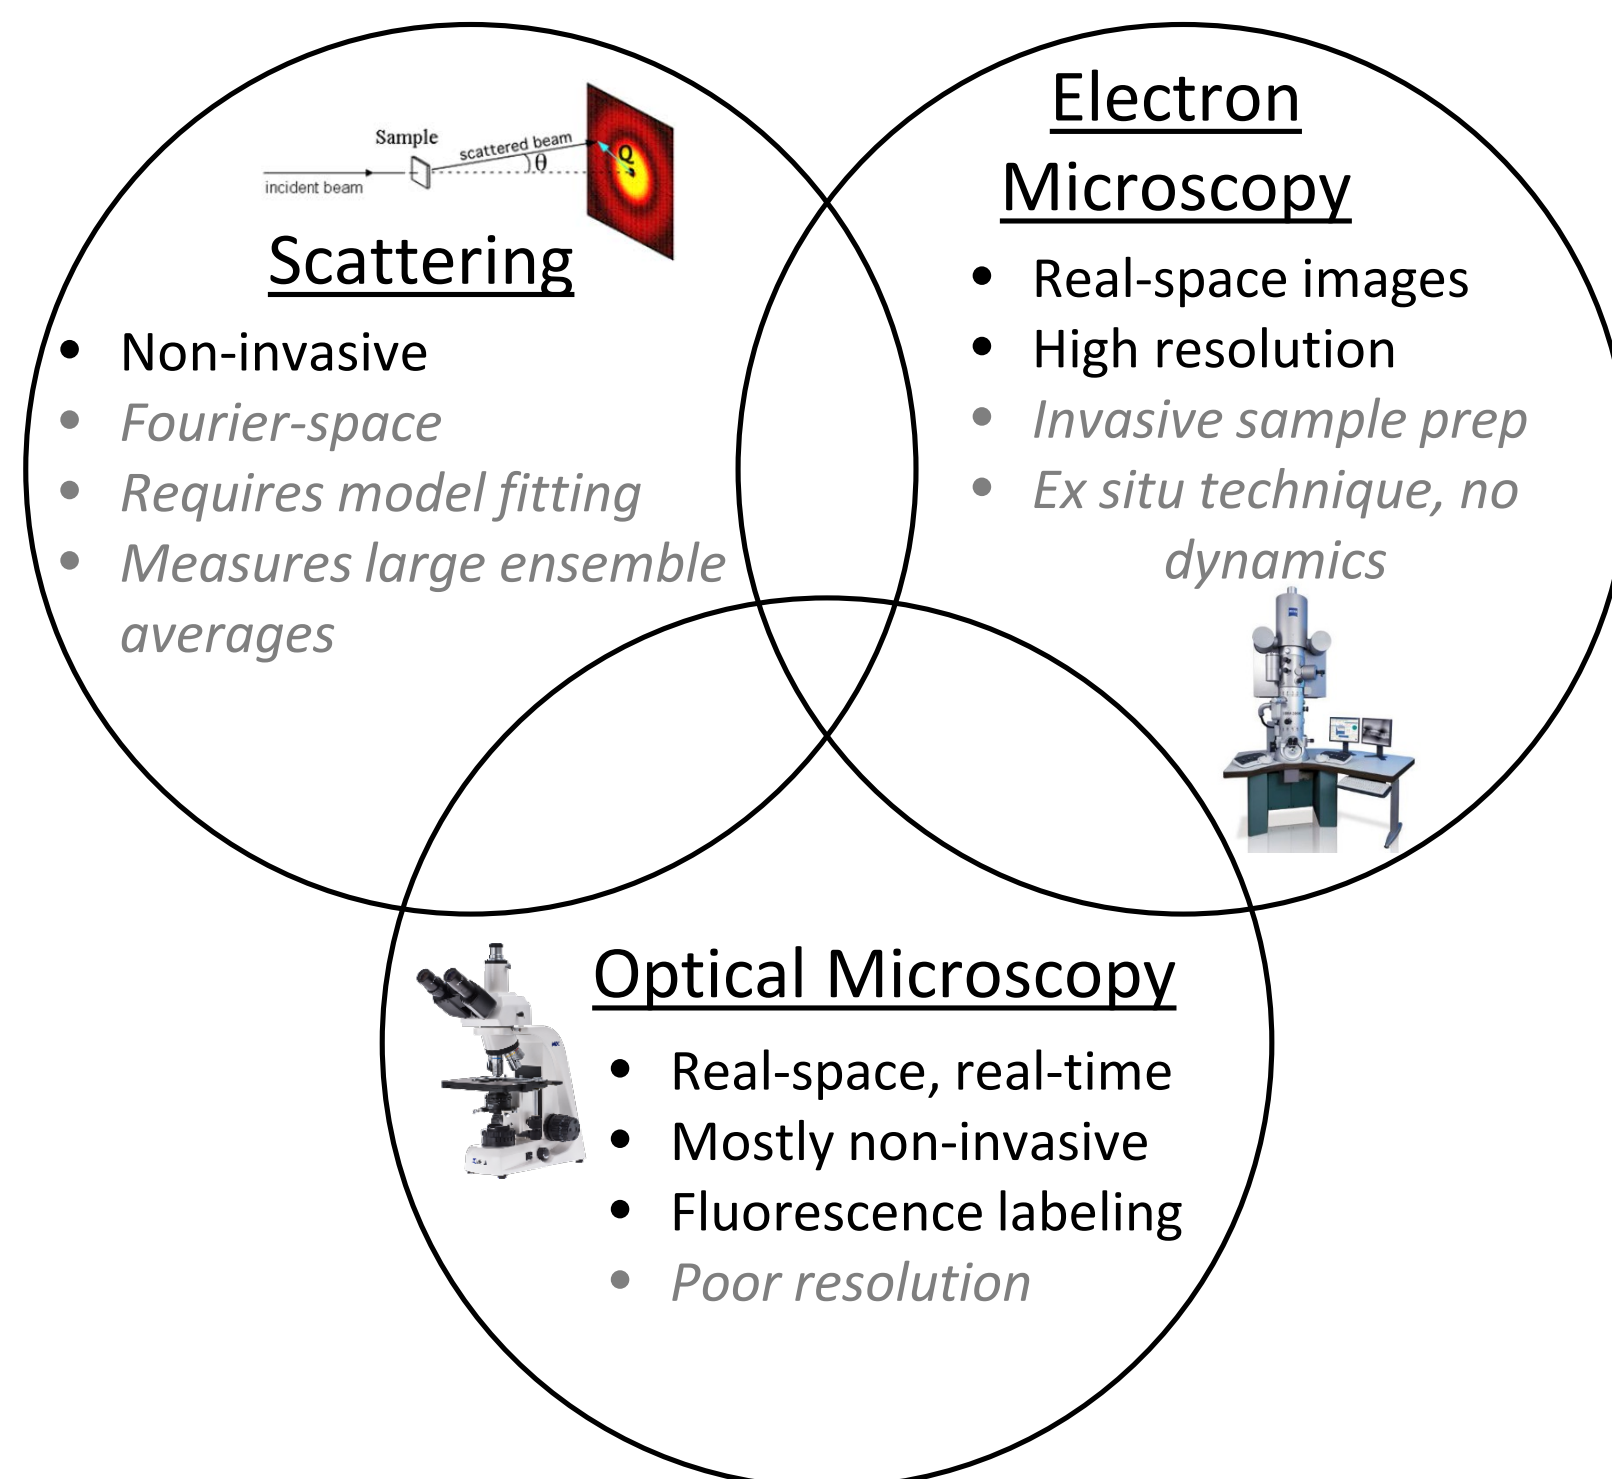 Sample
scattered beam
θ
Q
incident beam
Scattering
• Non-invasive
• Fourier-space
• Requires model fitting
• Measures large ensemble
averages
Electron
Microscopy
• Real-space images
• High resolution
• Invasive sample prep
• Ex situ technique, no
dynamics
Optical Microscopy
• Real-space, real-time
• Mostly non-invasive
• Fluorescence labeling
• Poor resolution